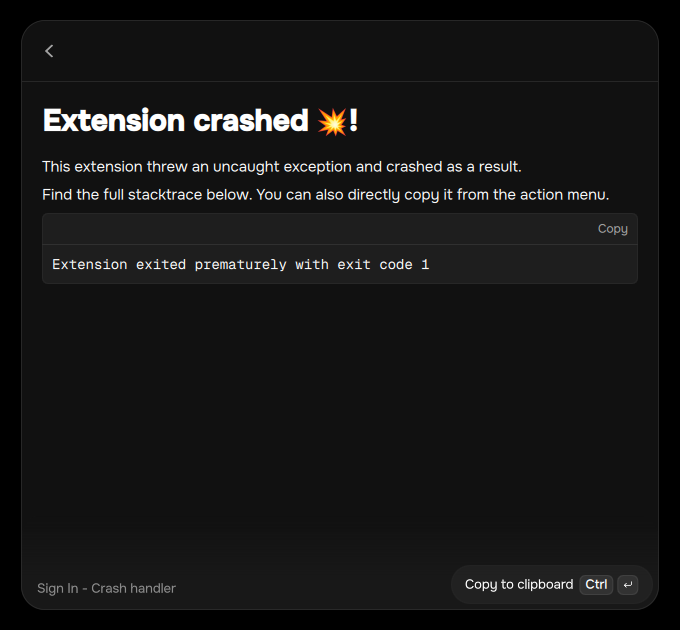 Extension crashed 💥!
This extension threw an uncaught exception and crashed as a result.
Find the full stacktrace below. You can also directly copy it from the action menu.
Copy
Extension exited prematurely with exit code 1
Sign In - Crash handler
Copy to clipboard Ctrl ↵